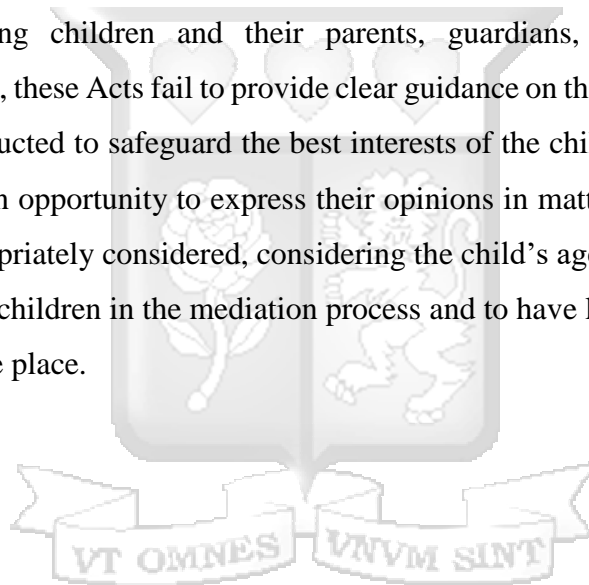 ng children and their parents, guardians,
, these Acts fail to provide clear guidance on th
ucted to safeguard the best interests of the chi
n opportunity to express their opinions in matt
priately considered, considering the child’s age
children in the mediation process and to have
e place.
VT OMNES VNVM SINT